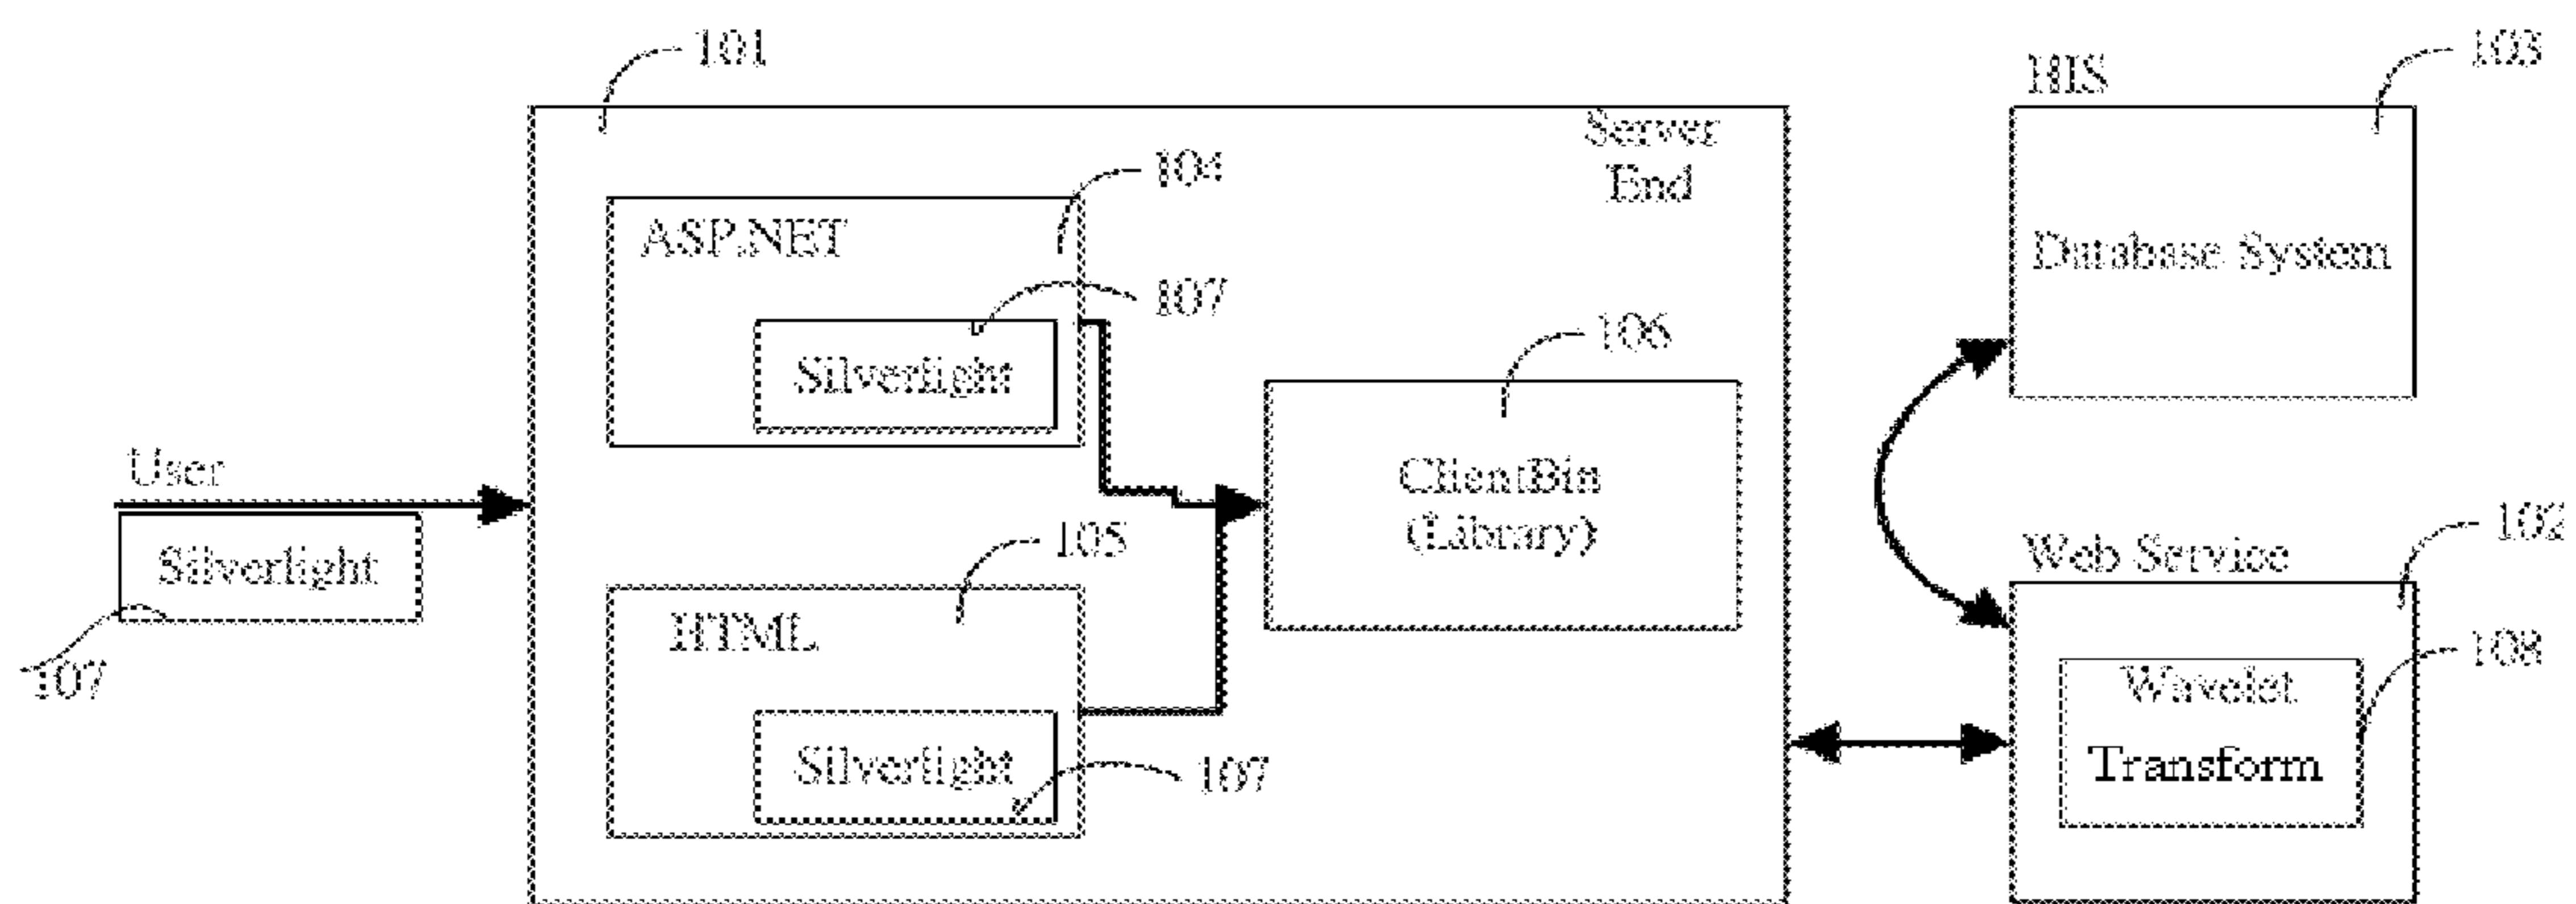 101
HIS
103
Server
End
104
ASP.NET
Database System
107
Silverlight
106
User
ClientBin
(Library)
102
Web Service
Silverlight
105
107
HTML
108
Wavelet
Transform
Silverlight
107